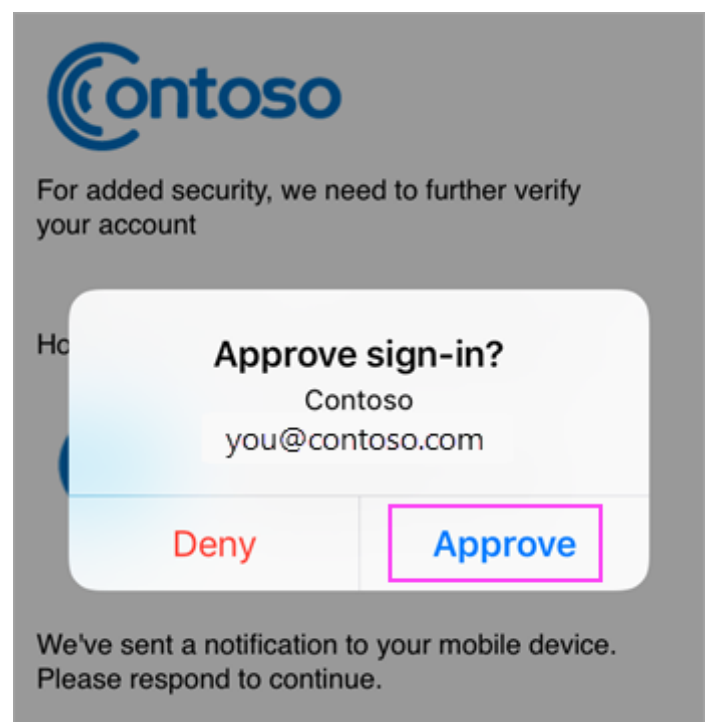 Contoso
For added security, we need to further verify
your account
Approve sign-in?
Contoso
you@contoso.com
Deny
Approve
We've sent a notification to your mobile device.
Please respond to continue.